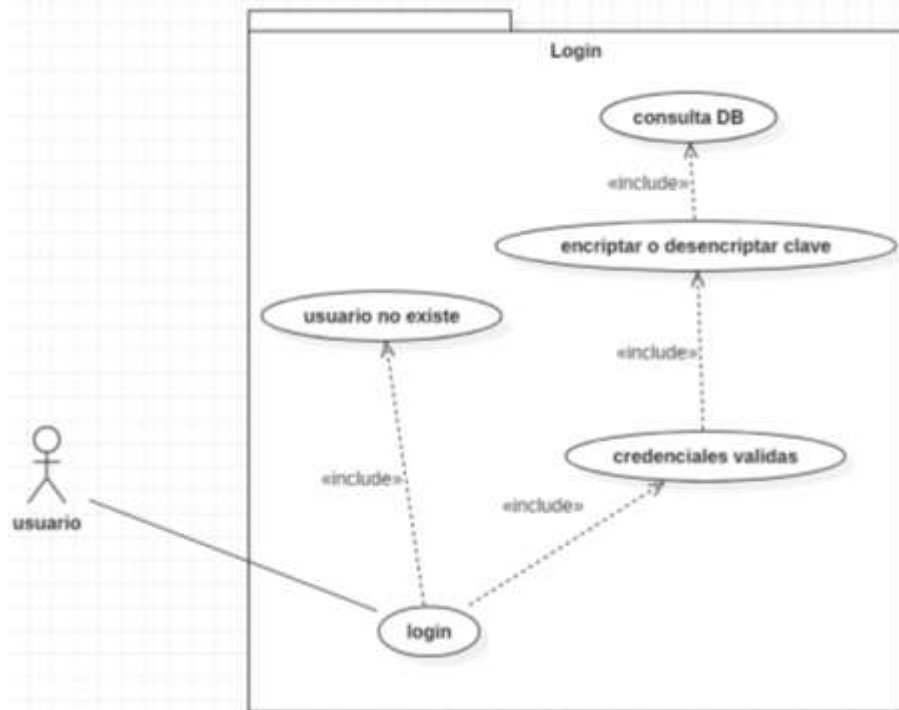 Login
consulta DB
«include»
encriptar o desencriptar clave
usuario no existe
«include»
credenciales validas
«include»
«include»
usuario
login